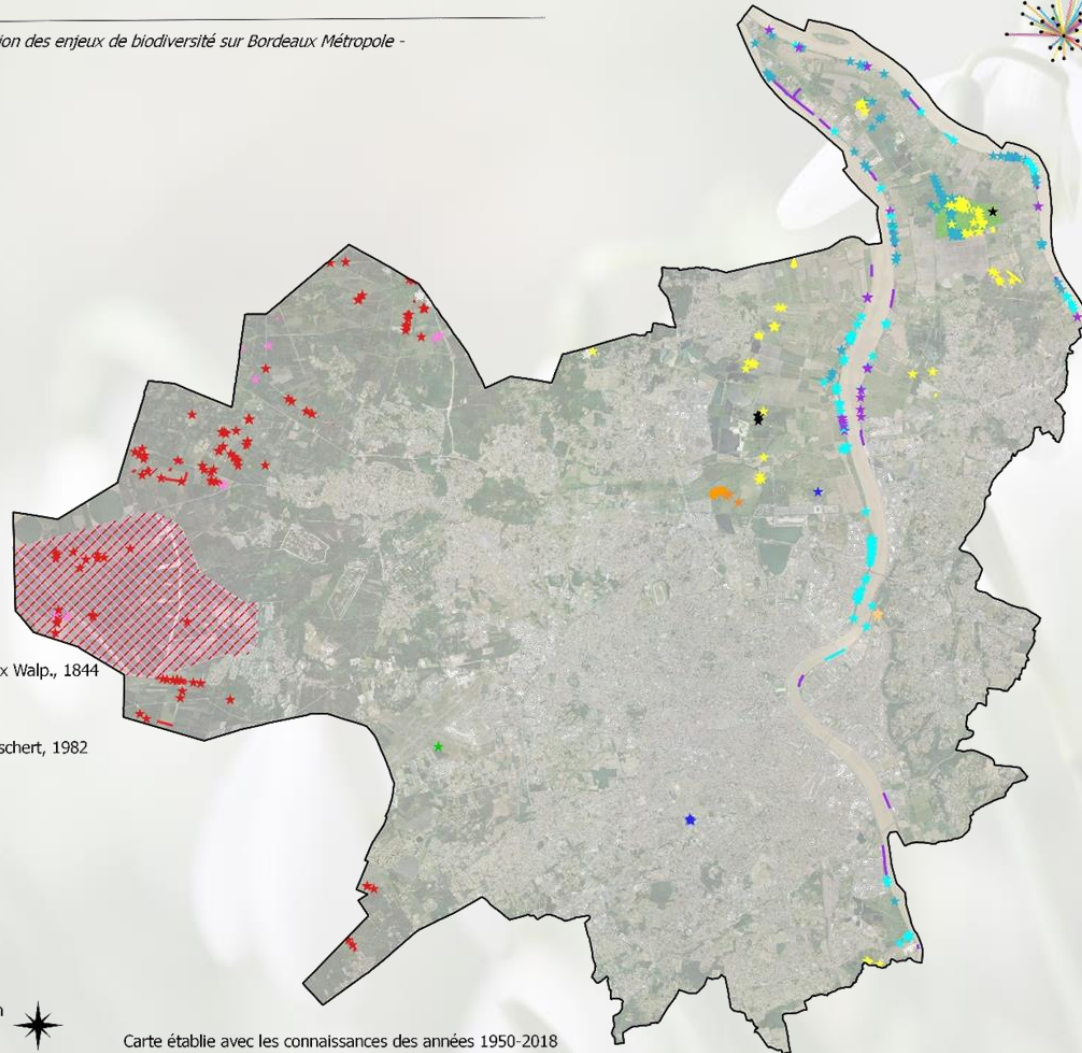 ion des enjeux de biodiversité sur Bordeaux Métropole -
x Walp., 1844
schert, 1982
Carte établie avec les connaissances des années 1950-2018